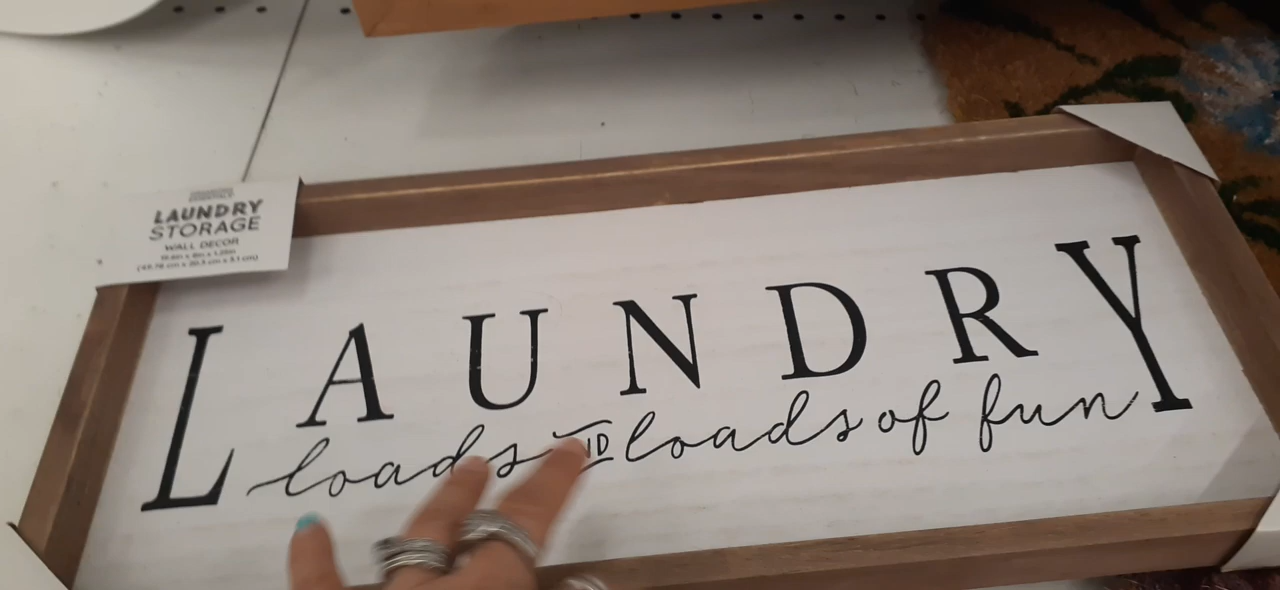 LAUNDRY
STORAGE
WALL DECOR
LAUNDRY
loads loads of fun